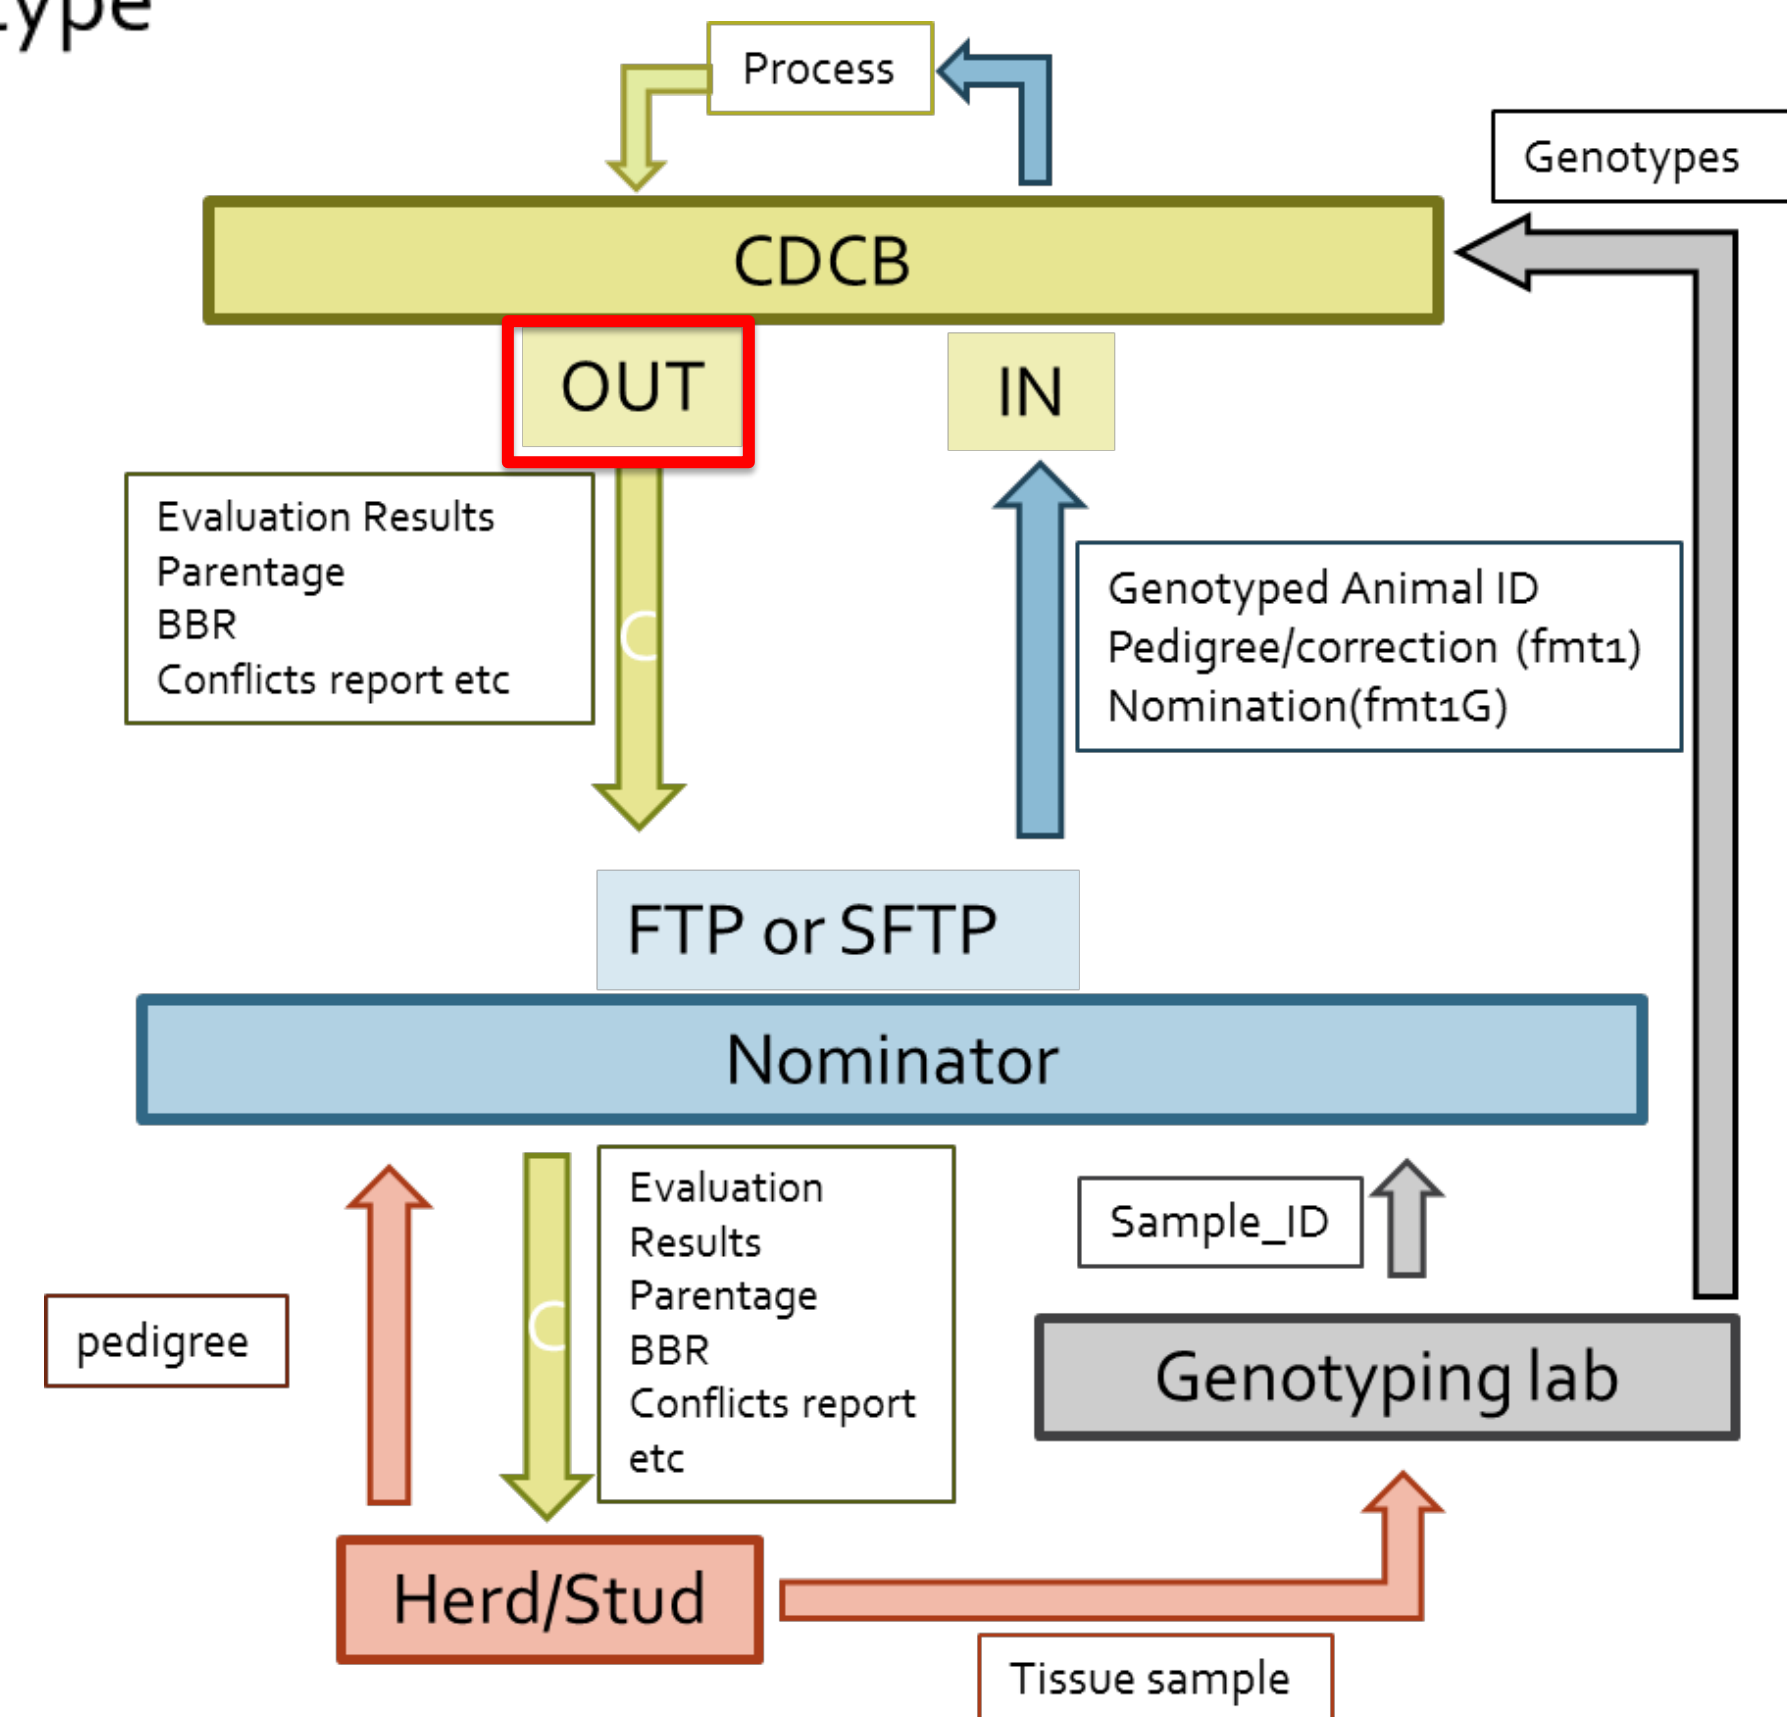 Process
Genotypes
CDCB
OUT
IN
Evaluation Results
Parentage
BBR
Conflicts report etc
C
Genotyped Animal ID
Pedigree/correction (fmt1)
Nomination(fmt1G)
FTP or SFTP
Nominator
Evaluation
Results
Parentage
BBR
Conflicts report
etc
C
Sample_ID
pedigree
Genotyping lab
Herd/Stud
Tissue sample